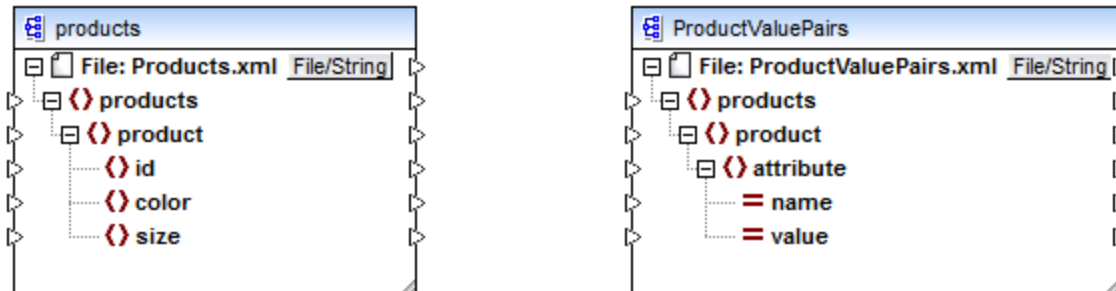 products
File: Products.xml File/String
products
product
id
color
size
ProductValuePairs
File: ProductValuePairs.xml File/String
products
product
attribute
name
value